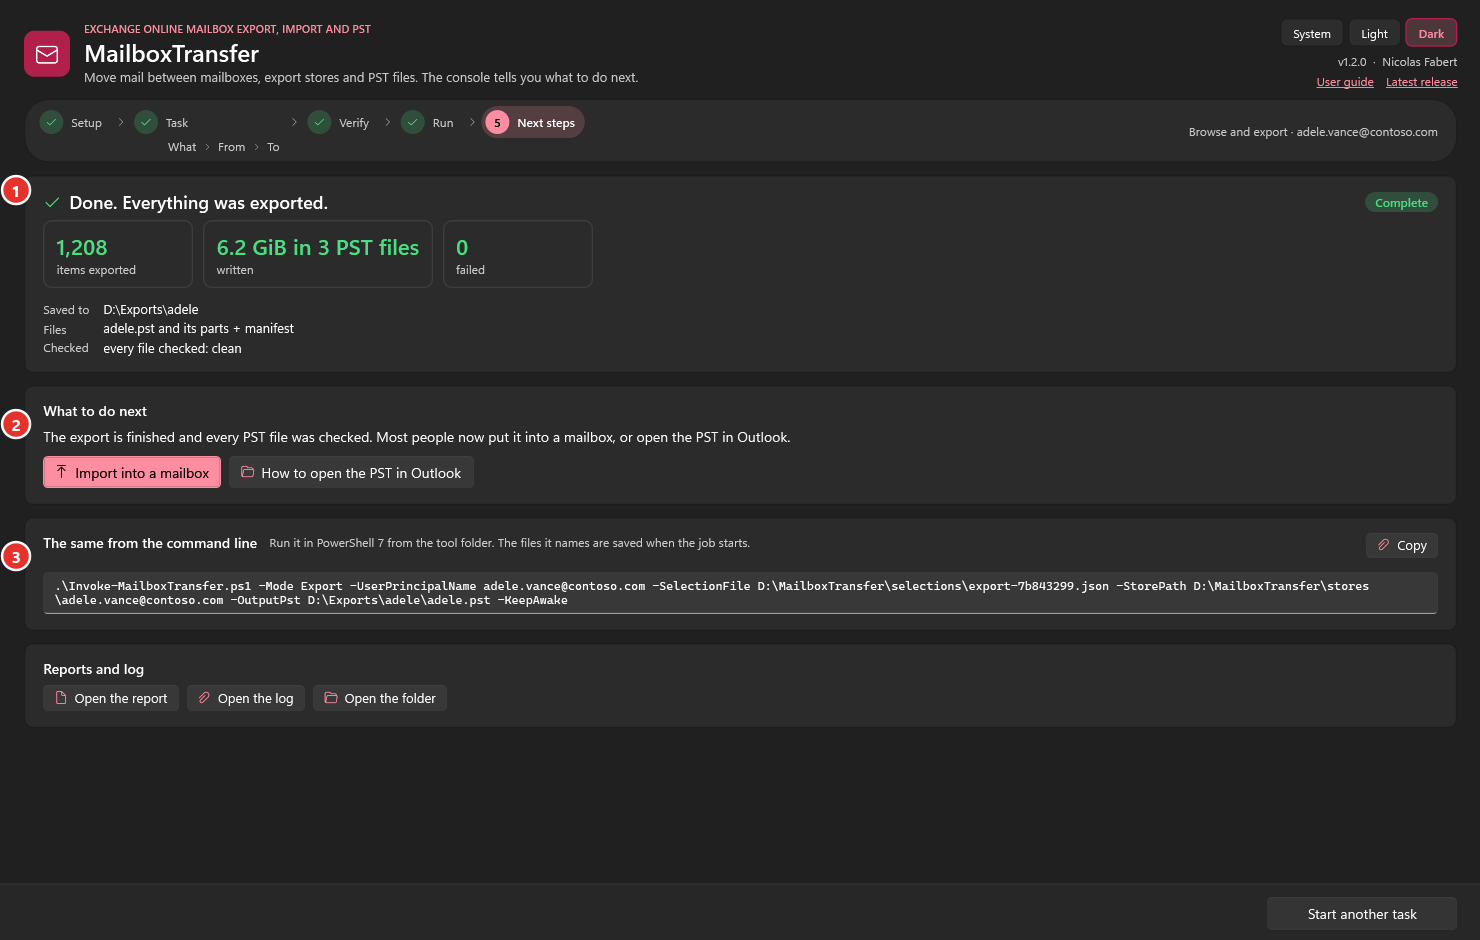 EXCHANGE ONLINE MAILBOX EXPORT, IMPORT AND PST
MailboxTransfer
Move mail between mailboxes, export stores and PST files. The console tells you what to do next.
System
Light
Dark
v1.2.0 · Nicolas Fabert
User guide
Latest release
Setup
Task
Verify
Run
5
Next steps
What
From
To
Browse and export · adele.vance@contoso.com
1
Done. Everything was exported.
Complete
1,208
items exported
6.2 GiB in 3 PST files
written
0
failed
Saved to D:\Exports\adele
Files adele.pst and its parts + manifest
Checked every file checked: clean
2
What to do next
The export is finished and every PST file was checked. Most people now put it into a mailbox, or open the PST in Outlook.
Import into a mailbox
How to open the PST in Outlook
3
The same from the command line
Run it in PowerShell 7 from the tool folder. The files it names are saved when the job starts.
Copy
.\Invoke-MailboxTransfer.ps1 -Mode Export -UserPrincipalName adele.vance@contoso.com -SelectionFile D:\MailboxTransfer\selections\export-7b843299.json -StorePath D:\MailboxTransfer\stores
\adele.vance@contoso.com -OutputPst D:\Exports\adele\adele.pst -KeepAwake
Reports and log
Open the report
Open the log
Open the folder
Start another task